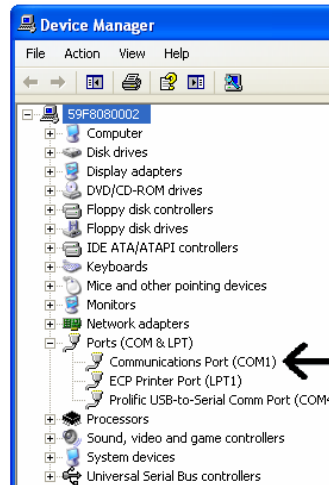 Device Manager
File Action View Help
59F8080002
Computer
Disk drives
Display adapters
DVD/CD-ROM drives
Floppy disk controllers
Floppy disk drives
IDE ATA/ATAPI controllers
Keyboards
Mice and other pointing devices
Monitors
Network adapters
Ports (COM & LPT)
Communications Port (COM1)
ECP Printer Port (LPT1)
Prolific USB-to-Serial Comm Port (COM4
Processors
Sound, video and game controllers
System devices
Universal Serial Bus controllers